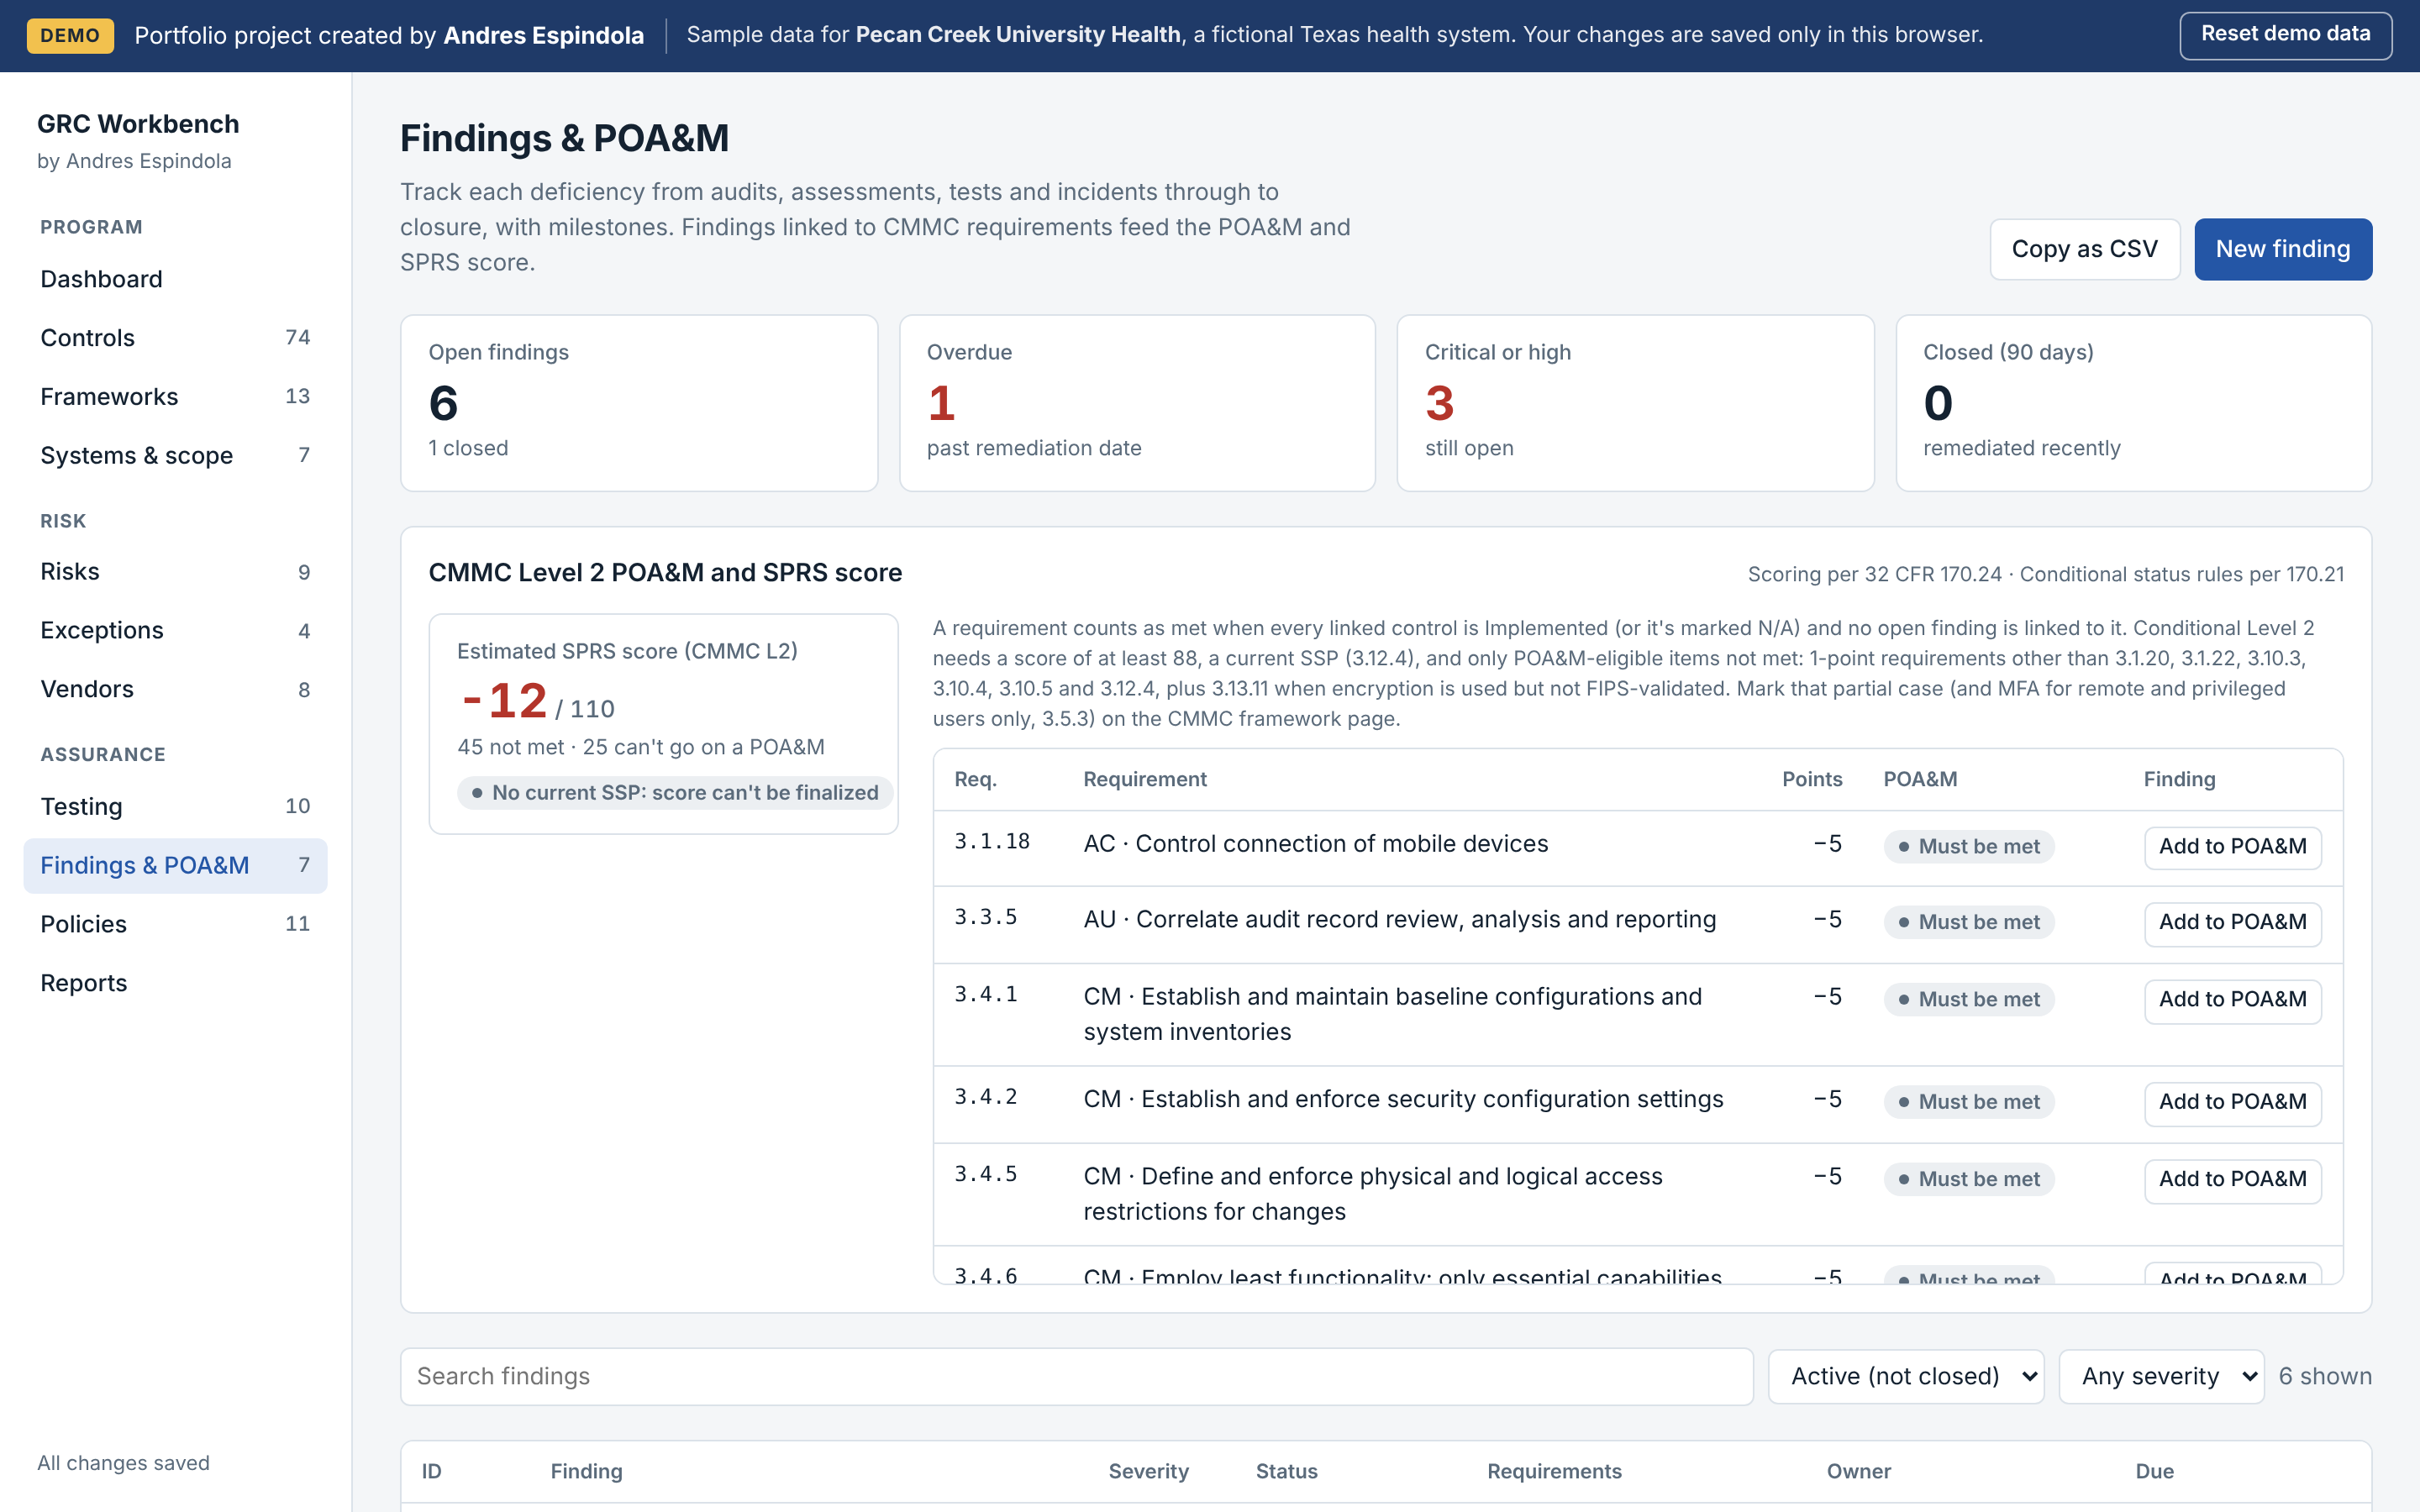 DEMO Portfolio project created by Andres Espindola Sample data for Pecan Creek University Health, a fictional Texas health system. Your changes are saved only in this browser. Reset demo data
GRC Workbench
by Andres Espindola
PROGRAM
Dashboard
Controls 74
Frameworks 13
Systems & scope 7
RISK
Risks 9
Exceptions 4
Vendors 8
ASSURANCE
Testing 10
Findings & POA&M 7
Policies 11
Reports
All changes saved
Findings & POA&M
Track each deficiency from audits, assessments, tests and incidents through to
closure, with milestones. Findings linked to CMMC requirements feed the POA&M and
SPRS score.
Copy as CSV New finding
Open findings
6
1 closed
Overdue
1
past remediation date
Critical or high
3
still open
Closed (90 days)
0
remediated recently
CMMC Level 2 POA&M and SPRS score
Scoring per 32 CFR 170.24 · Conditional status rules per 170.21
Estimated SPRS score (CMMC L2)
-12 / 110
45 not met · 25 can't go on a POA&M
No current SSP: score can't be finalized
A requirement counts as met when every linked control is Implemented (or it's marked N/A) and no open finding is linked to it. Conditional Level 2
needs a score of at least 88, a current SSP (3.12.4), and only POA&M-eligible items not met: 1-point requirements other than 3.1.20, 3.1.22, 3.10.3,
3.10.4, 3.10.5 and 3.12.4, plus 3.13.11 when encryption is used but not FIPS-validated. Mark that partial case (and MFA for remote and privileged
users only, 3.5.3) on the CMMC framework page.
Req. Requirement Points POA&M Finding
3.1.18 AC · Control connection of mobile devices −5 Must be met Add to POA&M
3.3.5 AU · Correlate audit record review, analysis and reporting −5 Must be met Add to POA&M
3.4.1 CM · Establish and maintain baseline configurations and
system inventories −5 Must be met Add to POA&M
3.4.2 CM · Establish and enforce security configuration settings −5 Must be met Add to POA&M
3.4.5 CM · Define and enforce physical and logical access
restrictions for changes −5 Must be met Add to POA&M
3.4.6 CM · Employ least functionality: only essential capabilities −5 Must be met Add to POA&M
Search findings Active (not closed) Any severity 6 shown
ID Finding Severity Status Requirements Owner Due